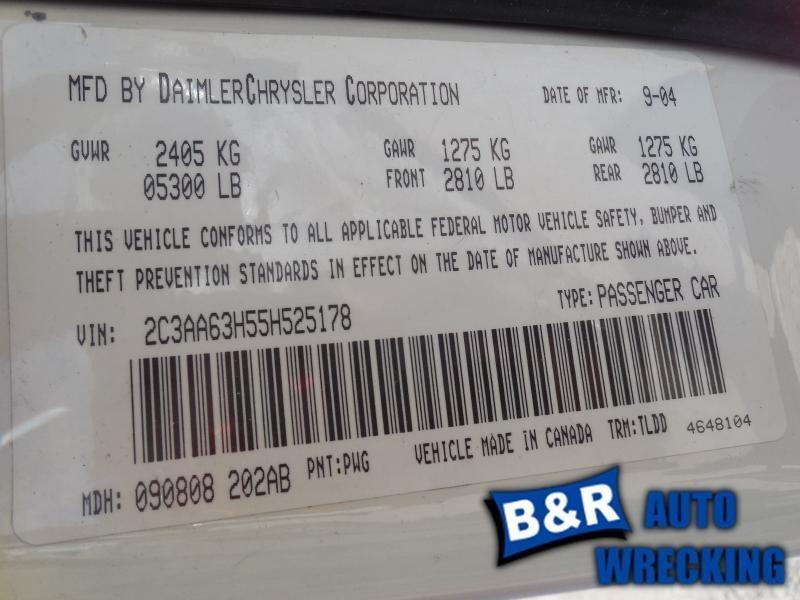 MFD BY DAIMLERCHRYSLER CORPORATION DATE OF MFR: 9-04
GVWR 2405 KG GAWR 1275 KG GAWR 1275 KG
05300 LB FRONT 2810 LB REAR 2810 LB
THIS VEHICLE CONFORMS TO ALL APPLICABLE FEDERAL MOTOR VEHICLE SAFETY, BUMPER AND
THEFT PREVENTION STANDARDS IN EFFECT ON THE DATE OF MANUFACTURE SHOWN ABOVE.
VIN: 2C3AA63H55H525178 TYPE: PASSENGER CAR
MDH: 090808 202AB PNT:PWG VEHICLE MADE IN CANADA TRM:TLDD 4648104
B&R AUTO
WRECKING